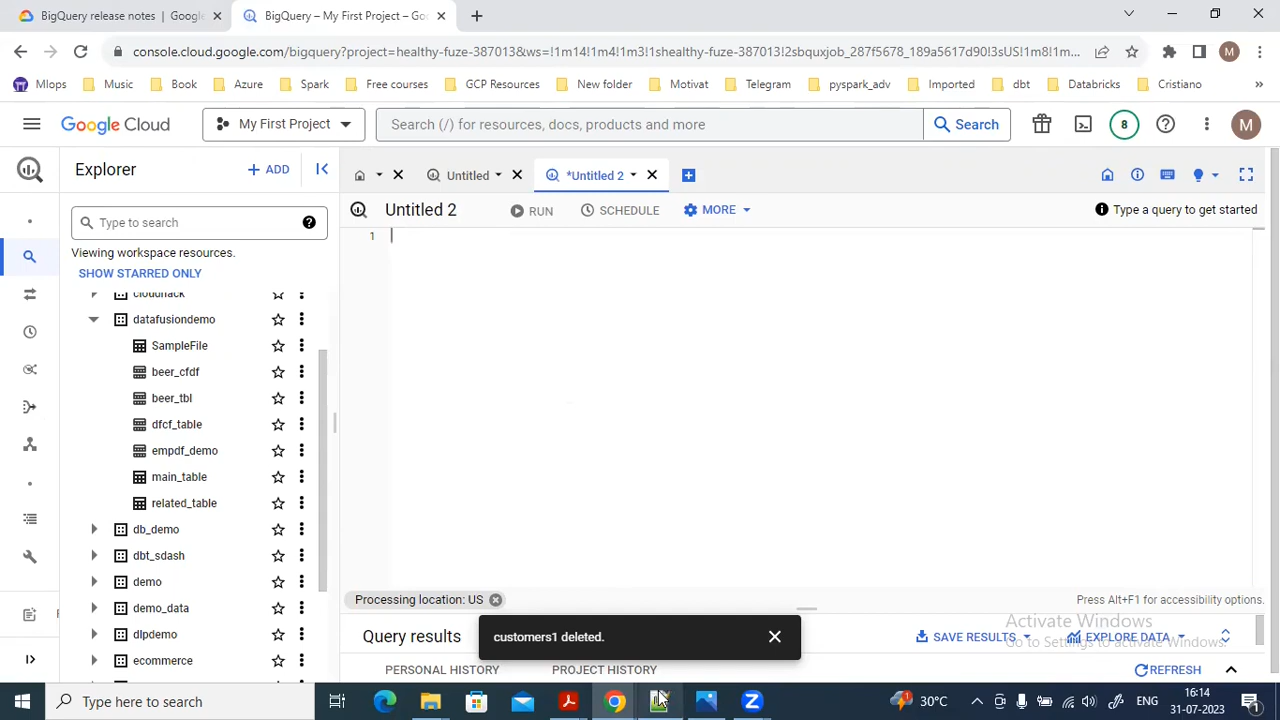 BigQuery release notes | Google
BigQuery – My First Project – Go
console.cloud.google.com/bigquery?project=healthy-fuze-387013&ws=!1m14!1m4!1m3!1shealthy-fuze-387013!2sbquxjob_287f5678_189a5617d90!3sUS!1m8!1m...
M
Mlops
Music
Book
Azure
Spark
Free courses
GCP Resources
New folder
Motivat
Telegram
pyspark_adv
Imported
dbt
Databricks
Cristiano
»
Google Cloud
My First Project
Search (/) for resources, docs, products and more
Search
8
M
Explorer
+ ADD
Untitled
*Untitled 2
Type to search
Untitled 2
RUN
SCHEDULE
MORE
Type a query to get started
1
Viewing workspace resources.
SHOW STARRED ONLY
cloudhack
datafusiondemo
SampleFile
beer_cfdf
beer_tbl
dfcf_table
empdf_demo
main_table
related_table
db_demo
dbt_sdash
demo
demo_data
dlpdemo
ecommerce
Processing location: US
Press Alt+F1 for accessibility options.
Activate Windows
Go to Settings to activate Windows.
Query results
SAVE RESULTS
EXPLORE DATA
customers1 deleted.
PERSONAL HISTORY
PROJECT HISTORY
REFRESH
Type here to search
30°C
ENG
16:14
31-07-2023
1